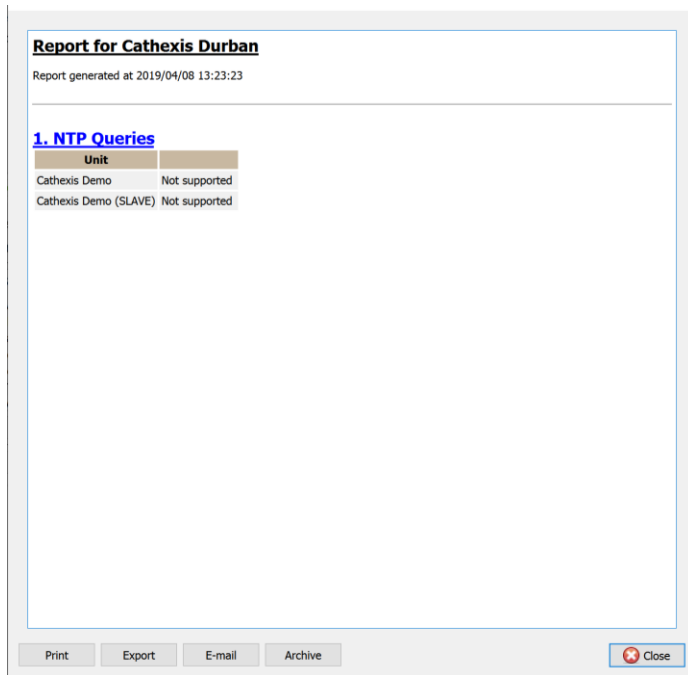 Report for Cathexis Durban
Report generated at 2019/04/08 13:23:23
1. NTP Queries
Unit
Cathexis Demo Not supported
Cathexis Demo (SLAVE) Not supported
Print Export E-mail Archive Close